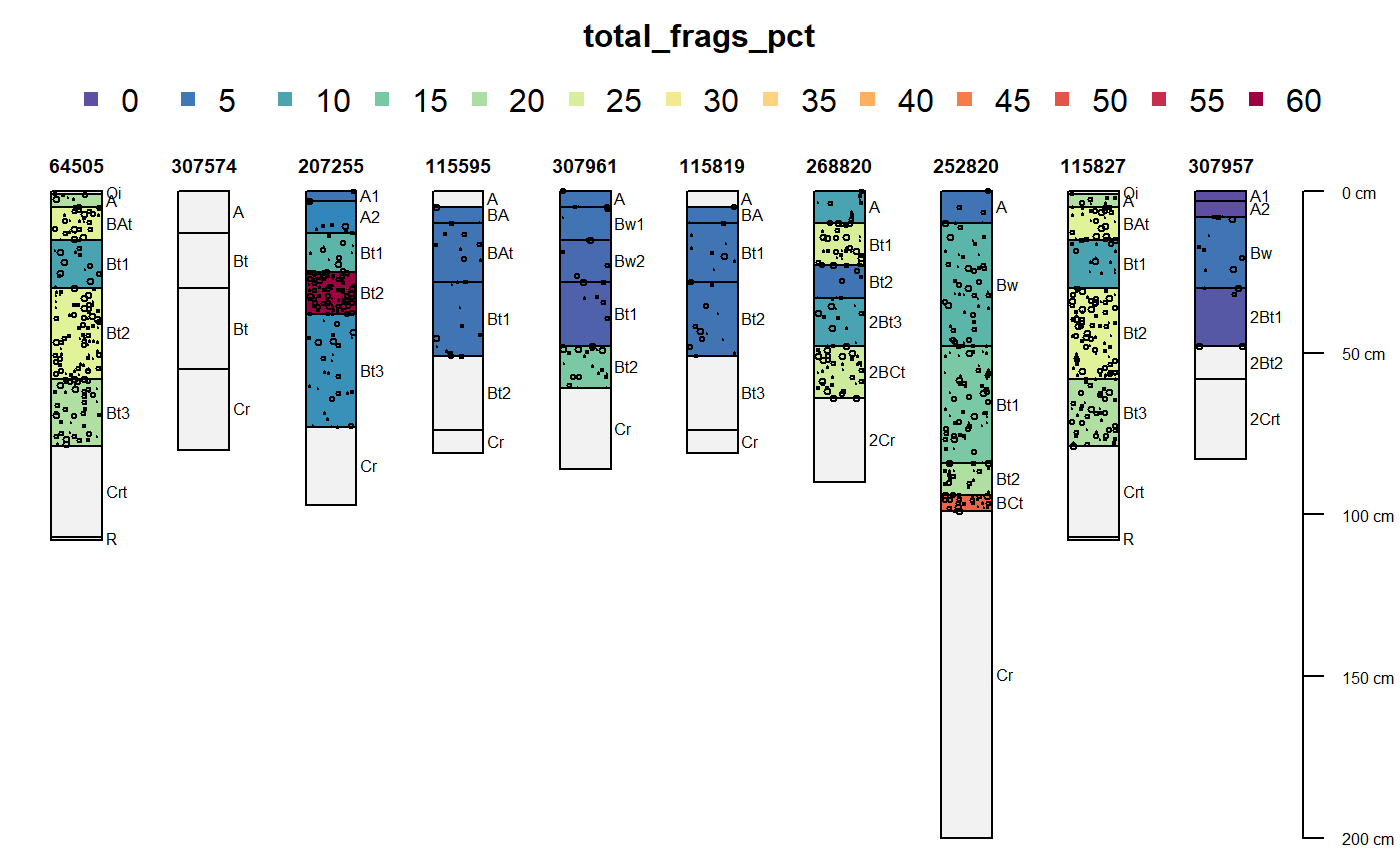 total_frags_pct
0 5 10 15 20 25 30 35 40 45 50 55 60
64505 307574 207255 115595 307961 115819 268820 252820 115827 307957
Oi
A
BAt
Bt1
Bt2
Bt3
Crt
R
A
Bt
Bt
Cr
A1
A2
Bt1
Bt2
Bt3
Cr
A
BA
BAt
Bt1
Bt2
Cr
A
Bw1
Bw2
Bt1
Bt2
Cr
A
BA
Bt1
Bt2
Bt3
Cr
A
Bt1
Bt2
2Bt3
2BCt
2Cr
A
Bw
Bt1
Bt2
BCt
Cr
Oi
A
BAt
Bt1
Bt2
Bt3
Crt
R
A1
A2
Bw
2Bt1
2Bt2
2Crt
0 cm
50 cm
100 cm
150 cm
200 cm